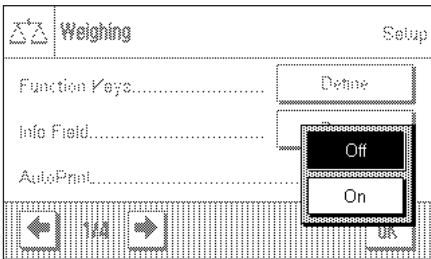 Weighing Setup
Function Keys........................ Define
Info Field........................
Off
AutoPrint........................
On
1/4 OK